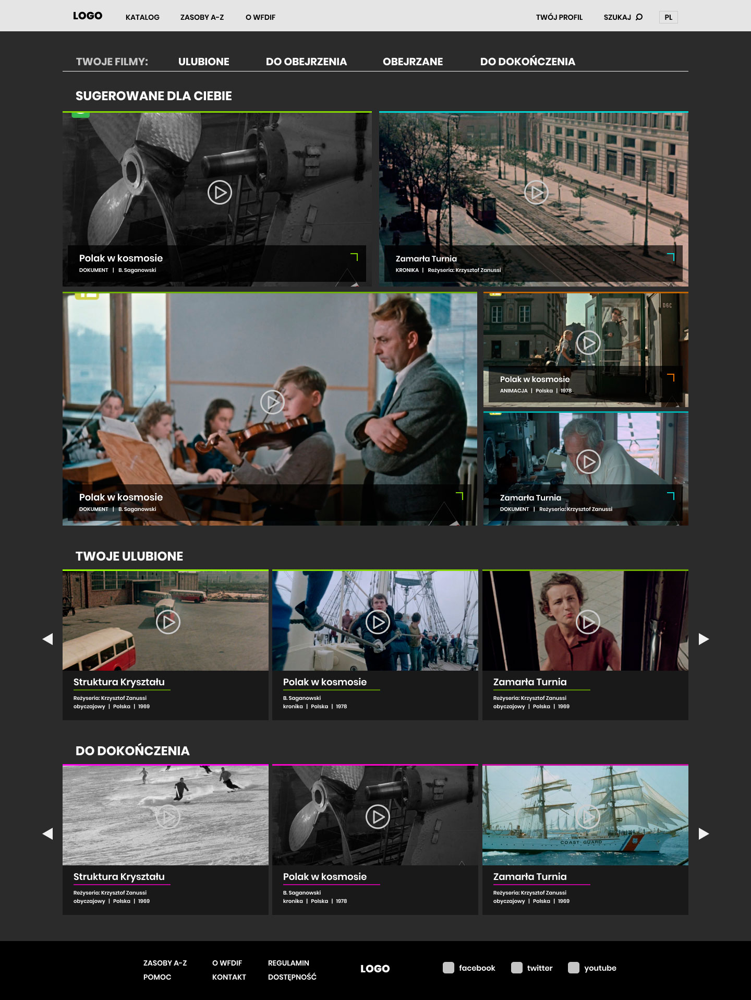 LOGO KATALOG ZASOBY A-Z O WFDIF TWÓJ PROFIL SZUKAJ PL
TWOJE FILMY: ULUBIONE DO OBEJRZENIA OBEJRZANE DO DOKOŃCZENIA
SUGEROWANE DLA CIEBIE
Polak w kosmosie
DOKUMENT | B. Saganowski
Zamarła Turnia
KRONIKA | Reżyseria: Krzysztof Zanussi
D6C
Polak w kosmosie
ANIMACJA | Polska | 1978
Polak w kosmosie
DOKUMENT | B. Saganowski
Zamarła Turnia
DOKUMENT | Reżyseria: Krzysztof Zanussi
TWOJE ULUBIONE
Struktura Kryształu
Reżyseria: Krzysztof Zanussi
obyczajowy | Polska | 1969
Polak w kosmosie
B. Saganowski
kronika | Polska | 1978
Zamarła Turnia
Reżyseria: Krzysztof Zanussi
obyczajowy | Polska | 1969
DO DOKOŃCZENIA
COAST GUARD
Struktura Kryształu
Reżyseria: Krzysztof Zanussi
obyczajowy | Polska | 1969
Polak w kosmosie
B. Saganowski
kronika | Polska | 1978
Zamarła Turnia
Reżyseria: Krzysztof Zanussi
obyczajowy | Polska | 1969
ZASOBY A-Z O WFDIF REGULAMIN
POMOC KONTAKT DOSTĘPNOŚĆ
LOGO
facebook twitter youtube